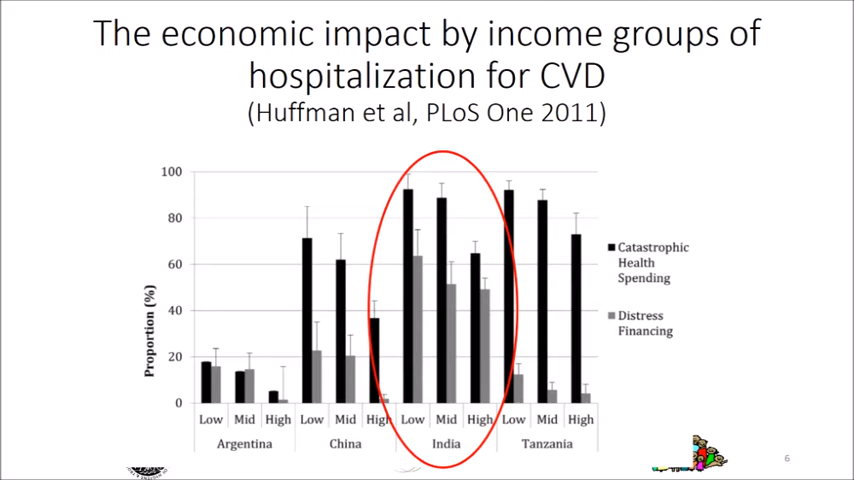 The economic impact by income groups of
hospitalization for CVD
(Huffman et al, PLoS One 2011)
100
80
60
40
20
0
Proportion (%)
Low Mid High Low Mid High Low Mid High Low Mid High
Argentina China India Tanzania
Catastrophic
Health
Spending
Distress
Financing
6